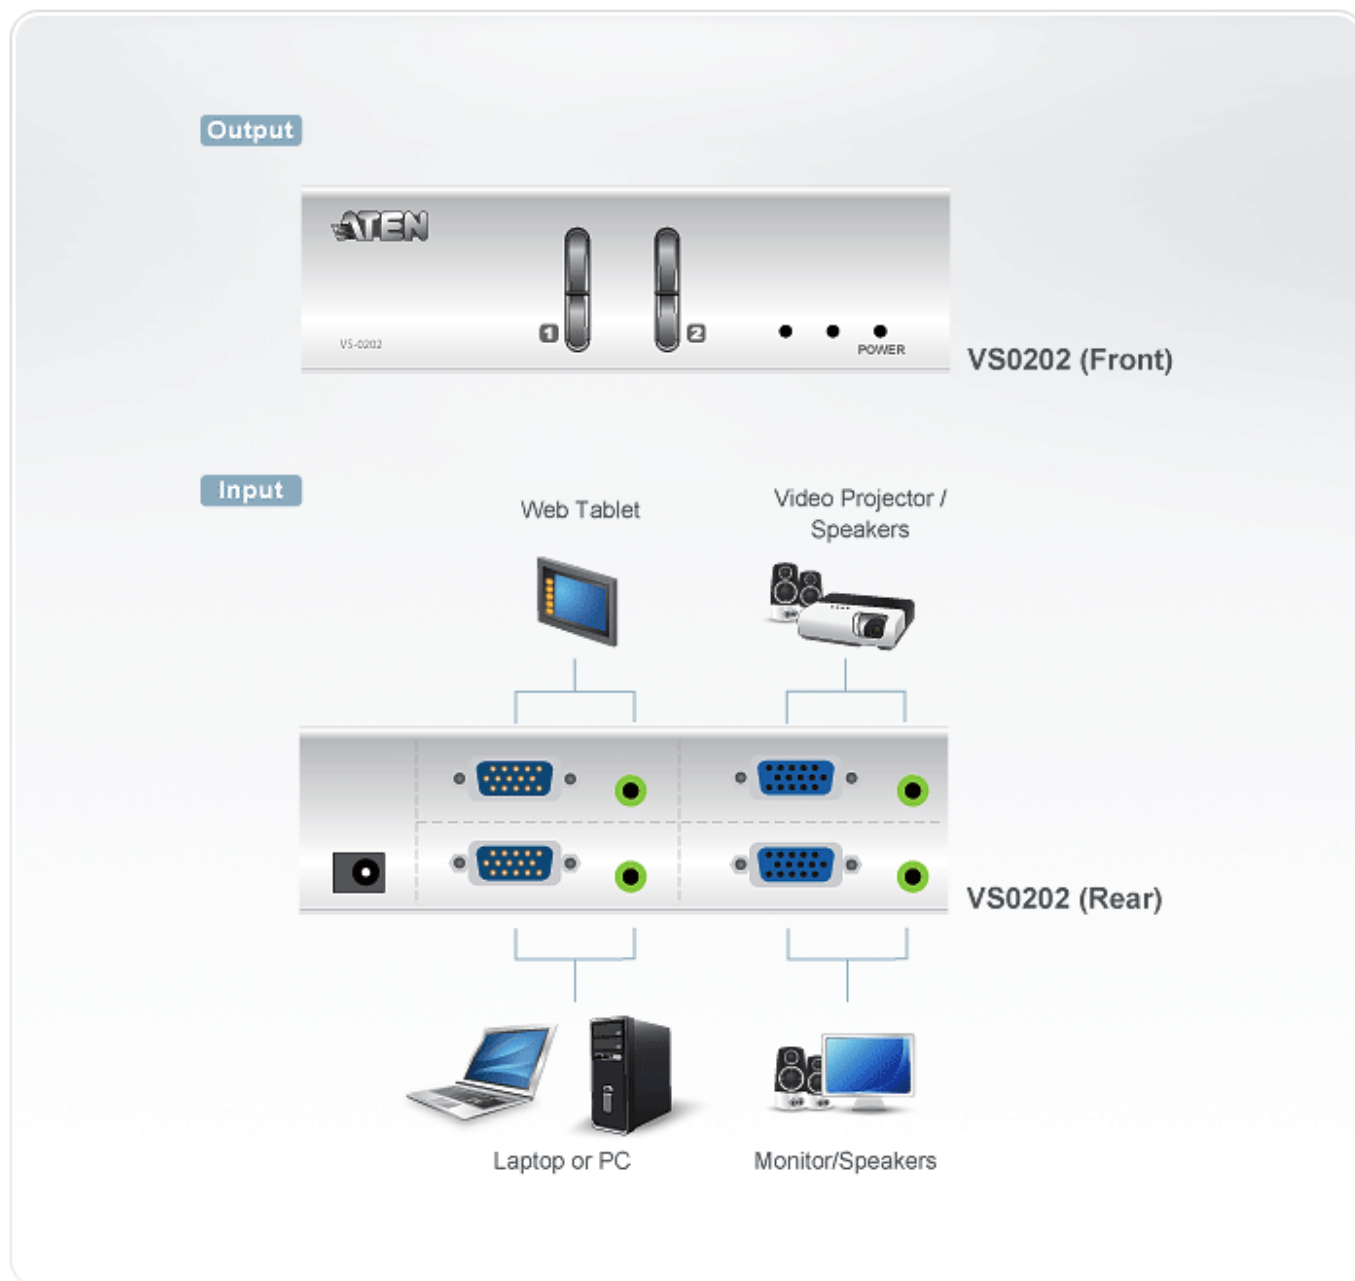 Output
ATEN
1
2
VS-0202
POWER
VS0202 (Front)
Input
Web Tablet
Video Projector /
Speakers
VS0202 (Rear)
Laptop or PC
Monitor/Speakers